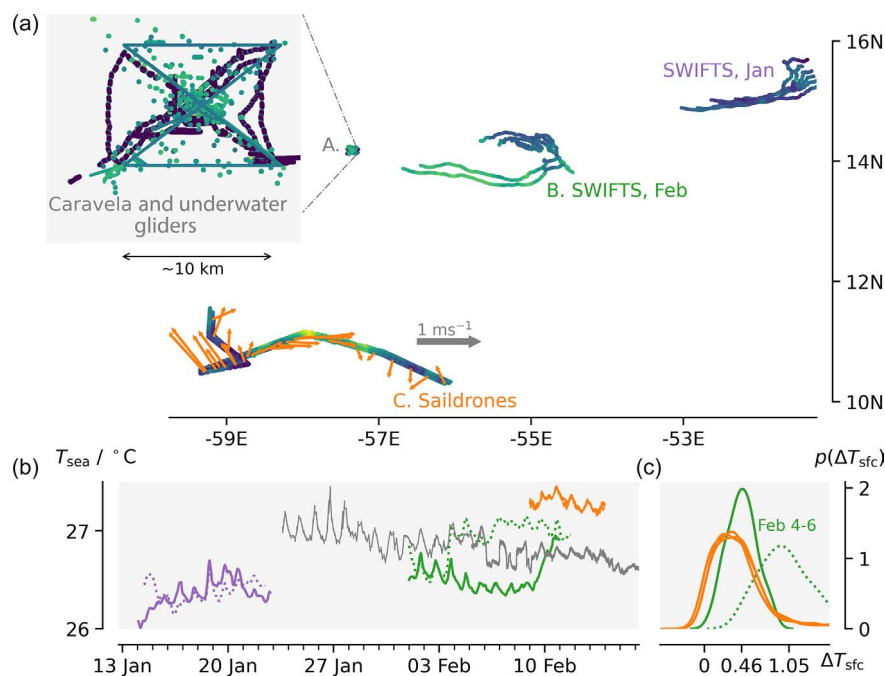 (a)
16N
SWIFTS, Jan
A.
14N
B. SWIFTS, Feb
Caravela and underwater
gliders
~10 km
12N
1 ms⁻¹
C. Saildrones
10N
-59E
-57E
-55E
-53E
(b)
T_sea / °C
(c)
p(ΔT_sfc)
2
27
Feb 4-6
1
26
0
13 Jan
20 Jan
27 Jan
03 Feb
10 Feb
0
0.46
1.05
ΔT_sfc